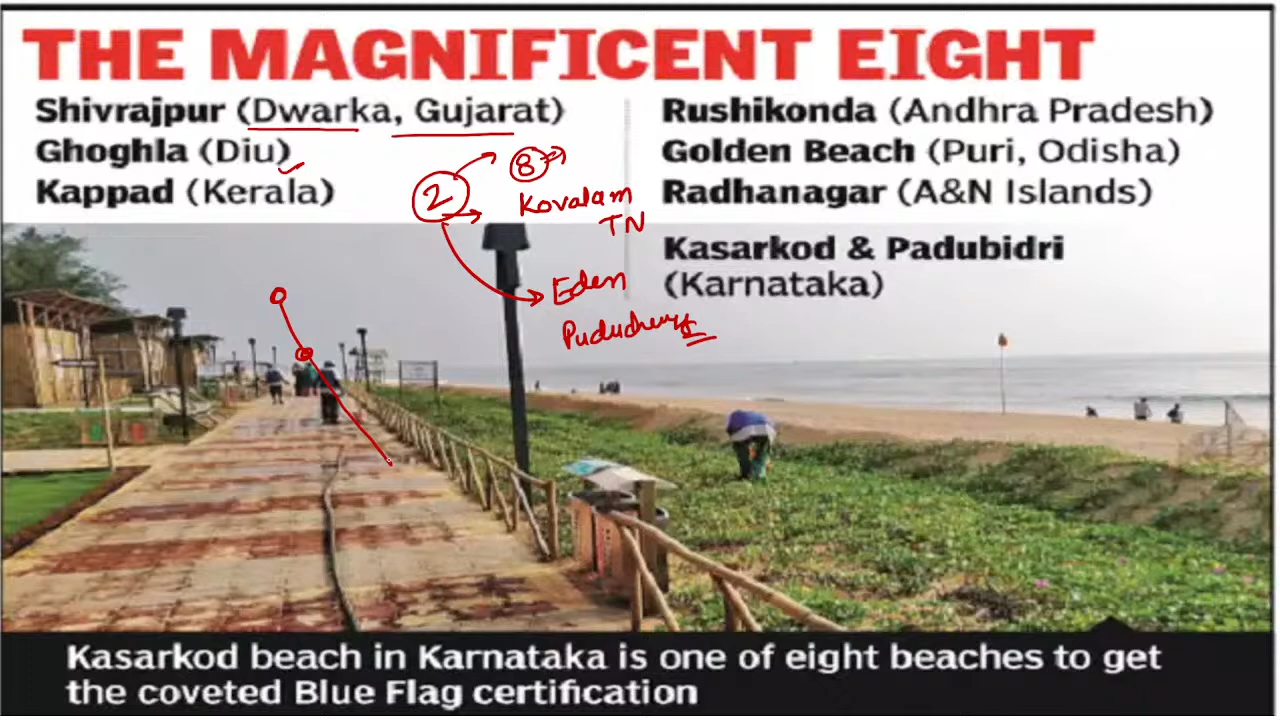 THE MAGNIFICENT EIGHT
Shivrajpur (Dwarka, Gujarat)
Ghoghla (Diu)
Kappad (Kerala)
Rushikonda (Andhra Pradesh)
Golden Beach (Puri, Odisha)
Radhanagar (A&N Islands)
Kasarkod & Padubidri
(Karnataka)
2
8
Kovalam
TN
Eden
Kasarkod beach in Karnataka is one of eight beaches to get
the coveted Blue Flag certification